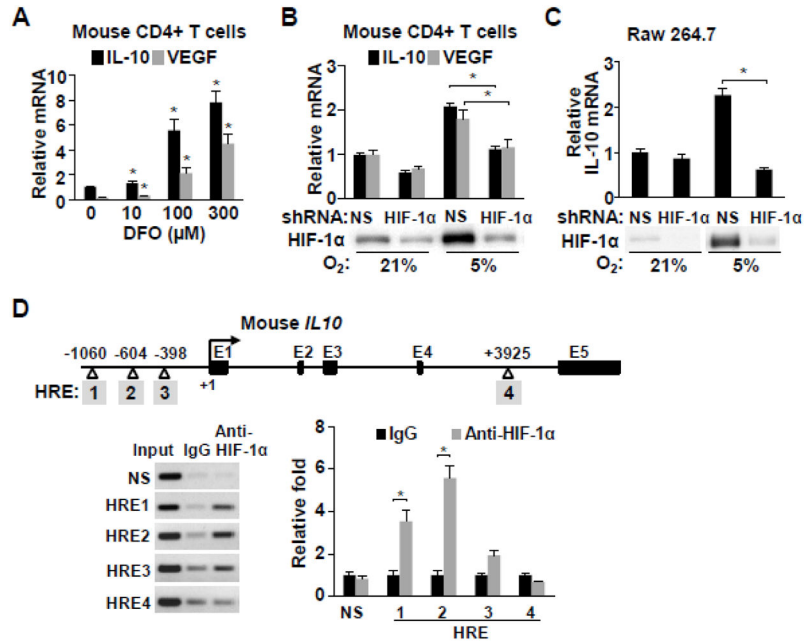 A
Mouse CD4+ T cells
IL-10 VEGF
Relative mRNA
10
8
6
4
2
0
* * * * * *
0 10 100 300
DFO (µM)
B
Mouse CD4+ T cells
IL-10 VEGF
Relative mRNA
3
2
1
0
*
*
shRNA: NS HIF-1α NS HIF-1α
HIF-1α
O2: 21% 5%
C
Raw 264.7
Relative
IL-10 mRNA
3
2
1
0
*
shRNA: NS HIF-1α NS HIF-1α
HIF-1α
O2: 21% 5%
D
Mouse IL10
-1060 -604 -398 E1 E2 E3 E4 +3925 E5
+1
HRE: 1 2 3 4
Input IgG Anti-
HIF-1α
NS
HRE1
HRE2
HRE3
HRE4
IgG Anti-HIF-1α
Relative fold
8
6
4
2
0
*
*
NS 1 2 3 4
HRE